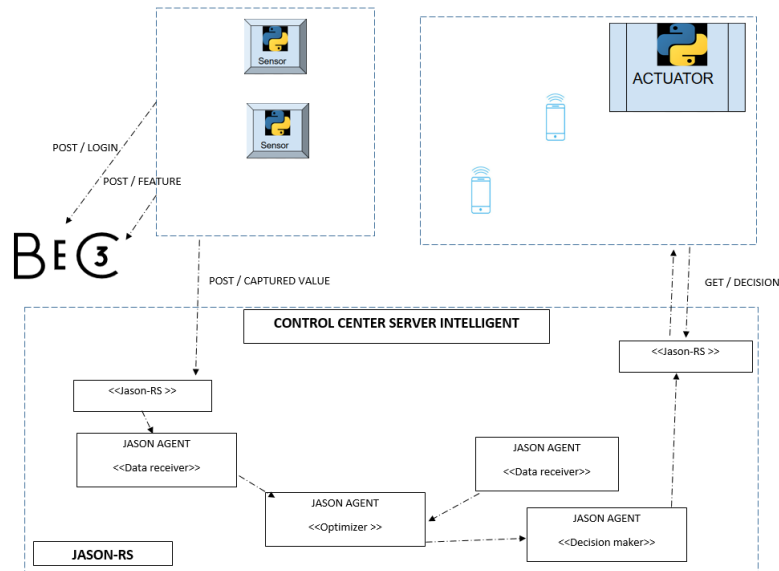 Sensor
ACTUATOR
Sensor
POST / LOGIN
POST / FEATURE
BEC3
POST / CAPTURED VALUE
GET / DECISION
CONTROL CENTER SERVER INTELLIGENT
<<Jason-RS >>
<<Jason-RS >>
JASON AGENT
<<Data receiver>>
JASON AGENT
<<Data receiver>>
JASON AGENT
<<Optimizer >>
JASON AGENT
<<Decision maker>>
JASON-RS